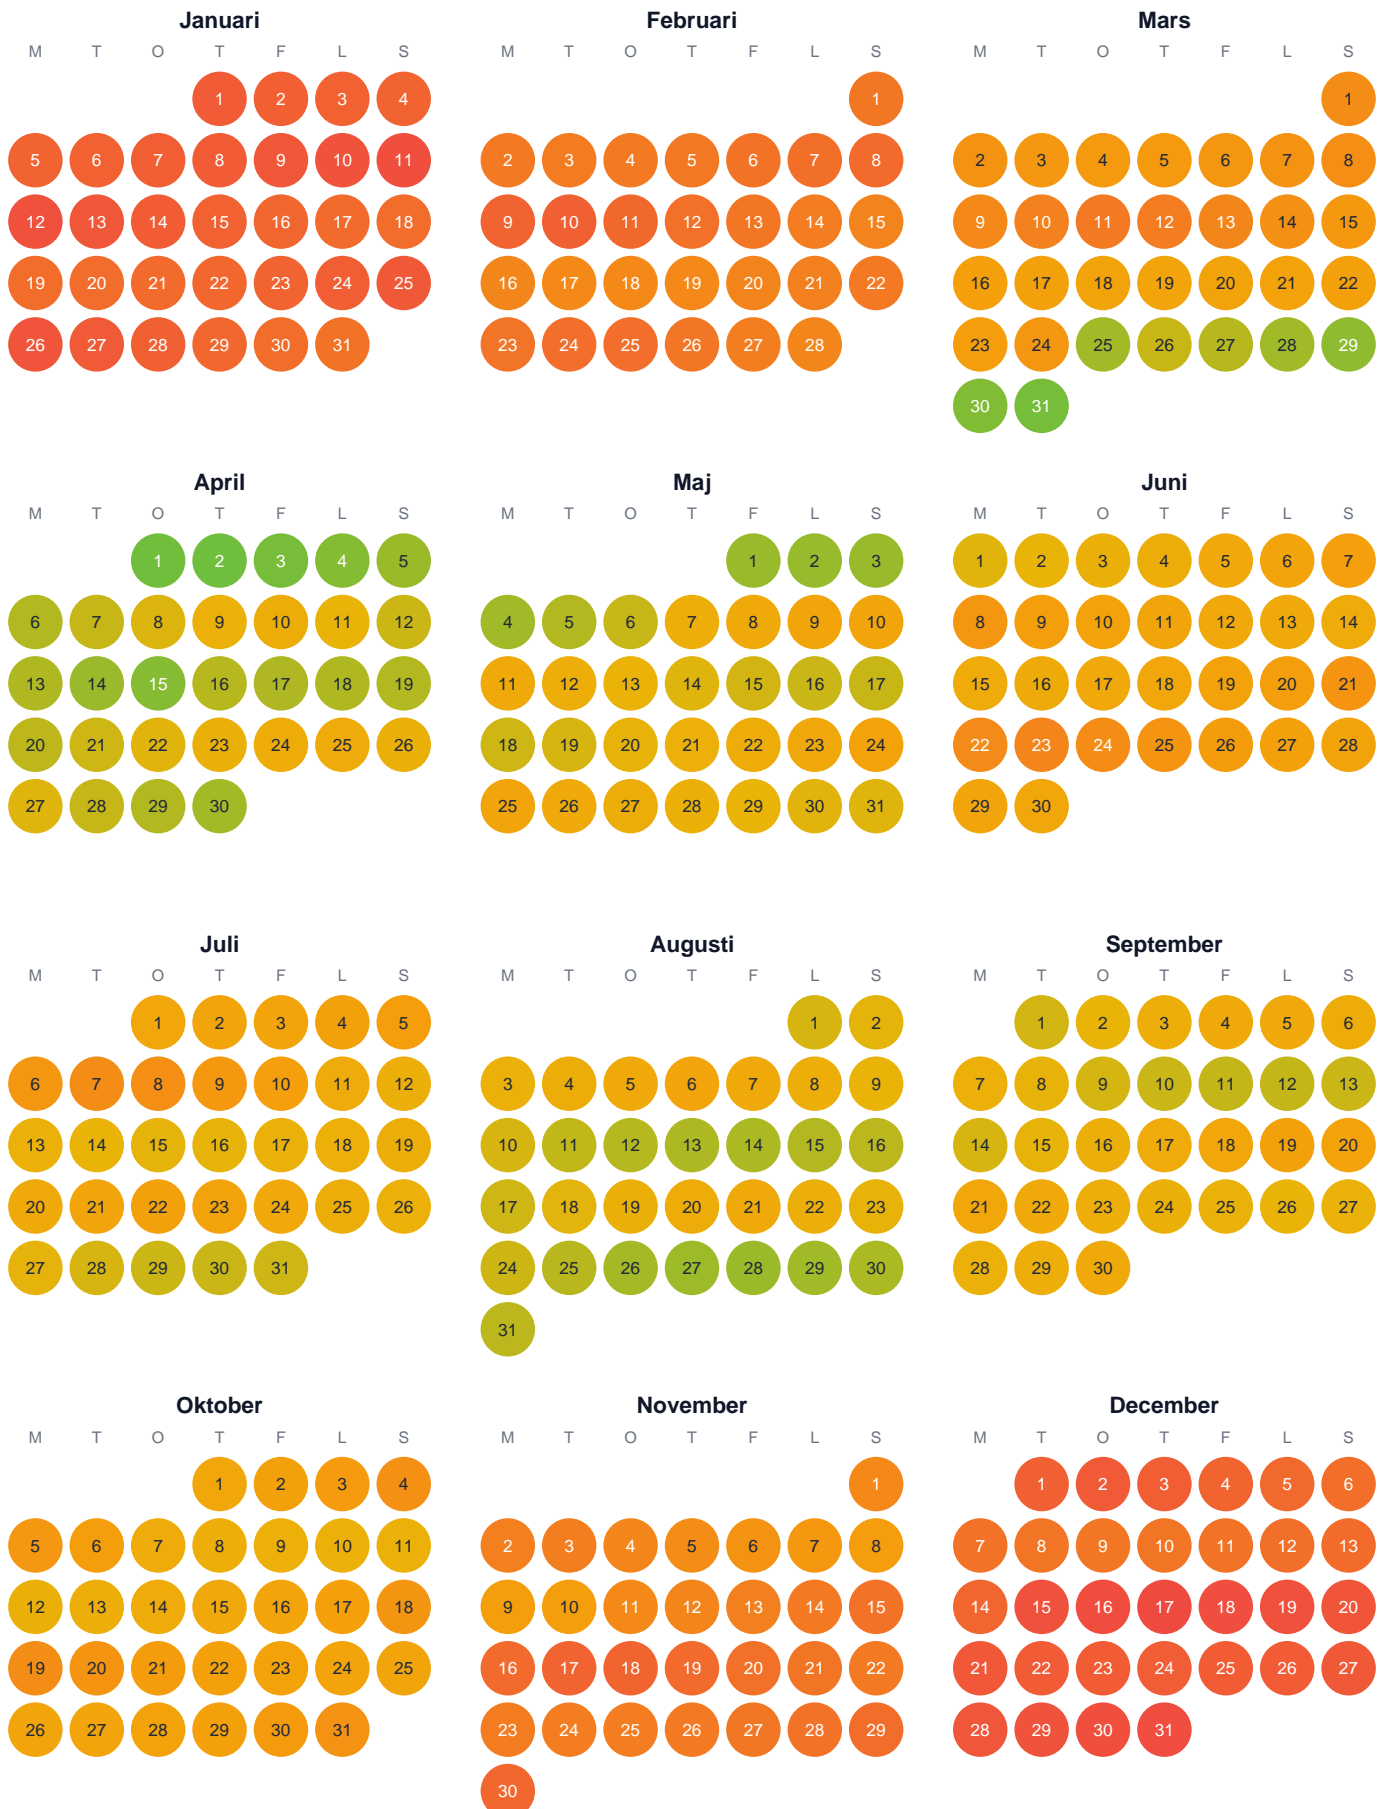 Januari Februari Mars
M T O T F L S M T O T F L S M T O T F L S
1 2 3 4 1 1
5 6 7 8 9 10 11 2 3 4 5 6 7 8 2 3 4 5 6 7 8
12 13 14 15 16 17 18 9 10 11 12 13 14 15 9 10 11 12 13 14 15
19 20 21 22 23 24 25 16 17 18 19 20 21 22 16 17 18 19 20 21 22
26 27 28 29 30 31 23 24 25 26 27 28 23 24 25 26 27 28 29
30 31
April Maj Juni
M T O T F L S M T O T F L S M T O T F L S
1 2 3 4 5 1 2 3 1 2 3 4 5 6 7
6 7 8 9 10 11 12 4 5 6 7 8 9 10 8 9 10 11 12 13 14
13 14 15 16 17 18 19 11 12 13 14 15 16 17 15 16 17 18 19 20 21
20 21 22 23 24 25 26 18 19 20 21 22 23 24 22 23 24 25 26 27 28
27 28 29 30 25 26 27 28 29 30 31 29 30
Juli Augusti September
M T O T F L S M T O T F L S M T O T F L S
1 2 3 4 5 1 2 1 2 3 4 5 6
6 7 8 9 10 11 12 3 4 5 6 7 8 9 7 8 9 10 11 12 13
13 14 15 16 17 18 19 10 11 12 13 14 15 16 14 15 16 17 18 19 20
20 21 22 23 24 25 26 17 18 19 20 21 22 23 21 22 23 24 25 26 27
27 28 29 30 31 24 25 26 27 28 29 30 28 29 30
31
Oktober November December
M T O T F L S M T O T F L S M T O T F L S
1 2 3 4 1 1 2 3 4 5 6
5 6 7 8 9 10 11 2 3 4 5 6 7 8 7 8 9 10 11 12 13
12 13 14 15 16 17 18 9 10 11 12 13 14 15 14 15 16 17 18 19 20
19 20 21 22 23 24 25 16 17 18 19 20 21 22 21 22 23 24 25 26 27
26 27 28 29 30 31 23 24 25 26 27 28 29 28 29 30 31
30